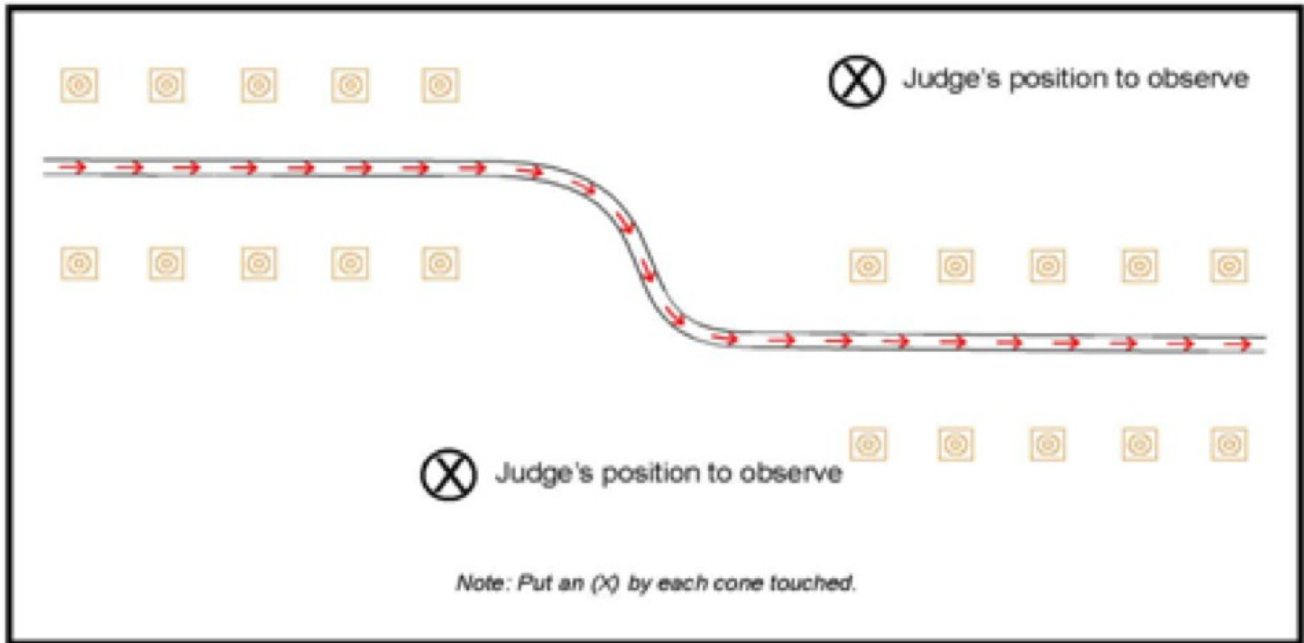 Judge's position to observe
Judge's position to observe
Note: Put an (X) by each cone touched.